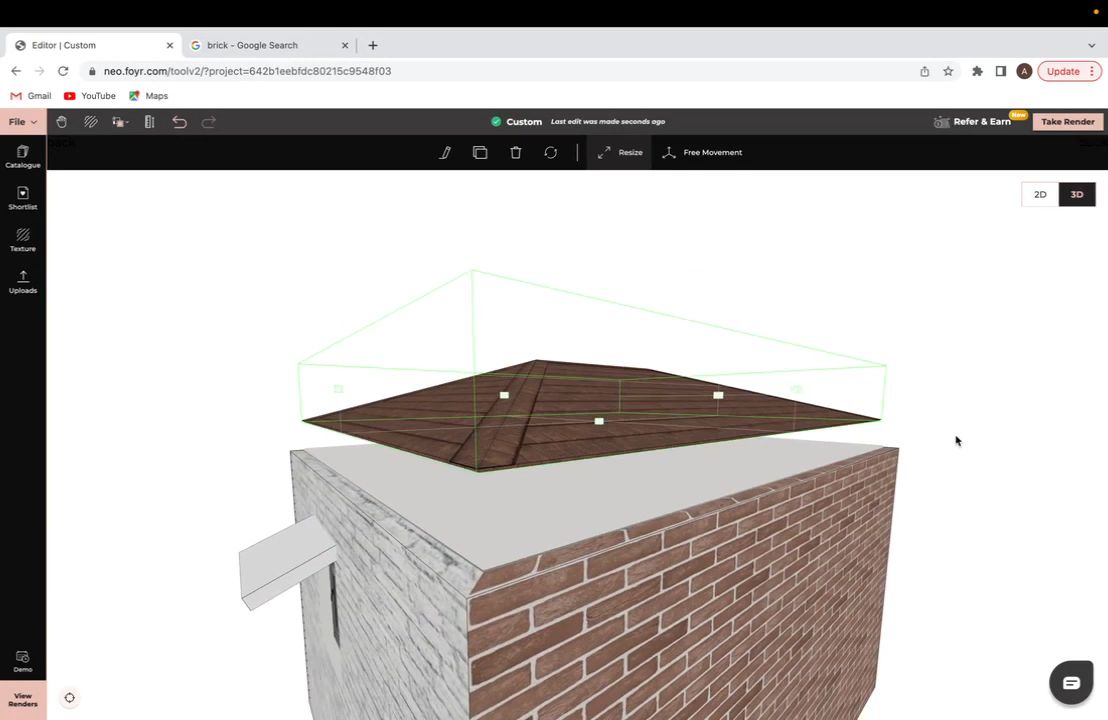 Editor | Custom
brick - Google Search
neo.foyr.com/toolv2/?project=642b1eebfdc80215c9548f03
A
Update
Gmail
YouTube
Maps
File
Custom
Last edit was made seconds ago
Refer & Earn
New
Take Render
Catalogue
Resize
Free Movement
Shortlist
2D
3D
Texture
Uploads
Demo
View
Renders